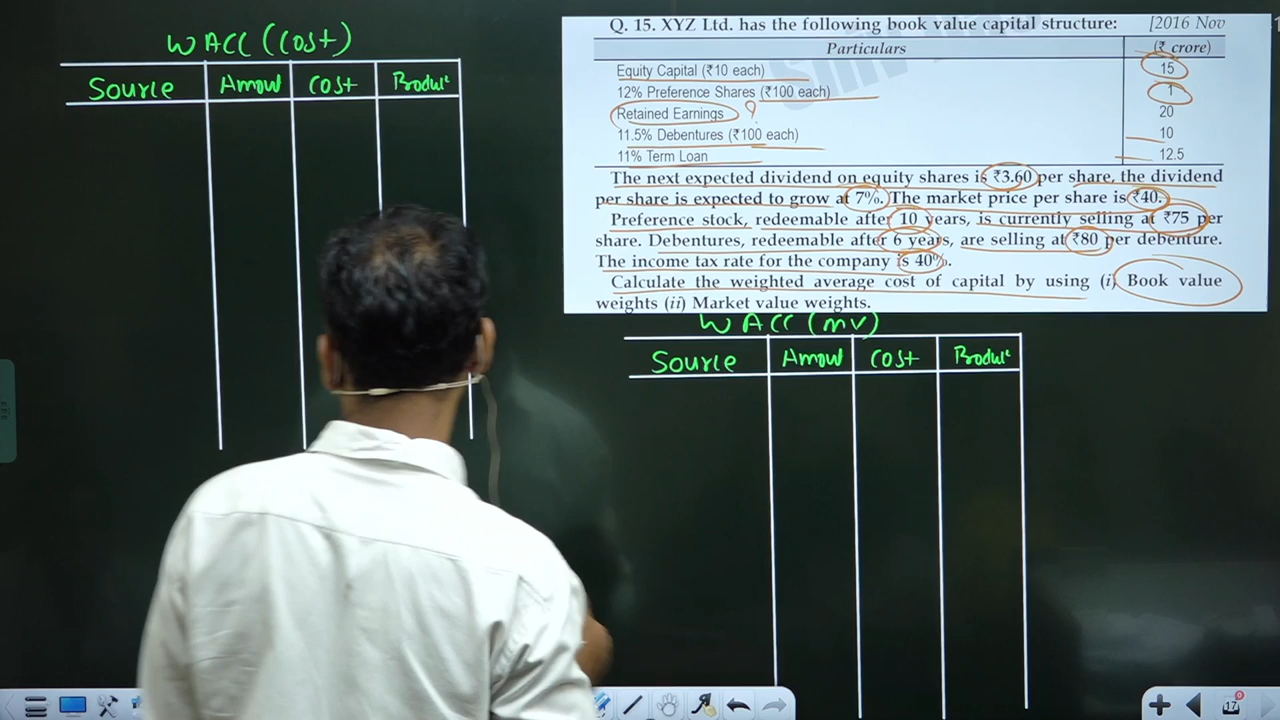 WACC (Cost)
Source Amou Cost Produc
Q. 15. XYZ Ltd. has the following book value capital structure: [2016 Nov
Particulars (₹ crore)
Equity Capital (₹10 each) 15
12% Preference Shares (₹100 each) 1
Retained Earnings ? 20
11.5% Debentures (₹100 each) 10
11% Term Loan 12.5
The next expected dividend on equity shares is ₹3.60 per share, the dividend
per share is expected to grow at 7%. The market price per share is ₹40.
Preference stock, redeemable after 10 years, is currently selling at ₹75 per
share. Debentures, redeemable after 6 years, are selling at ₹80 per debenture.
The income tax rate for the company is 40%.
Calculate the weighted average cost of capital by using (i) Book value
weights (ii) Market value weights.
WACC (mv)
Source Amou Cost Produc
17